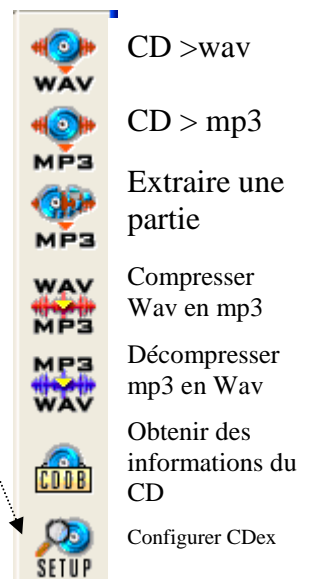 CD >wav
WAV
CD > mp3
MP3
Extraire une
partie
MP3
WAV
MP3
Compresser
Wav en mp3
MP3
WAV
Décompresser
mp3 en Wav
CDDB
Obtenir des
informations du
CD
SETUP
Configurer CDex